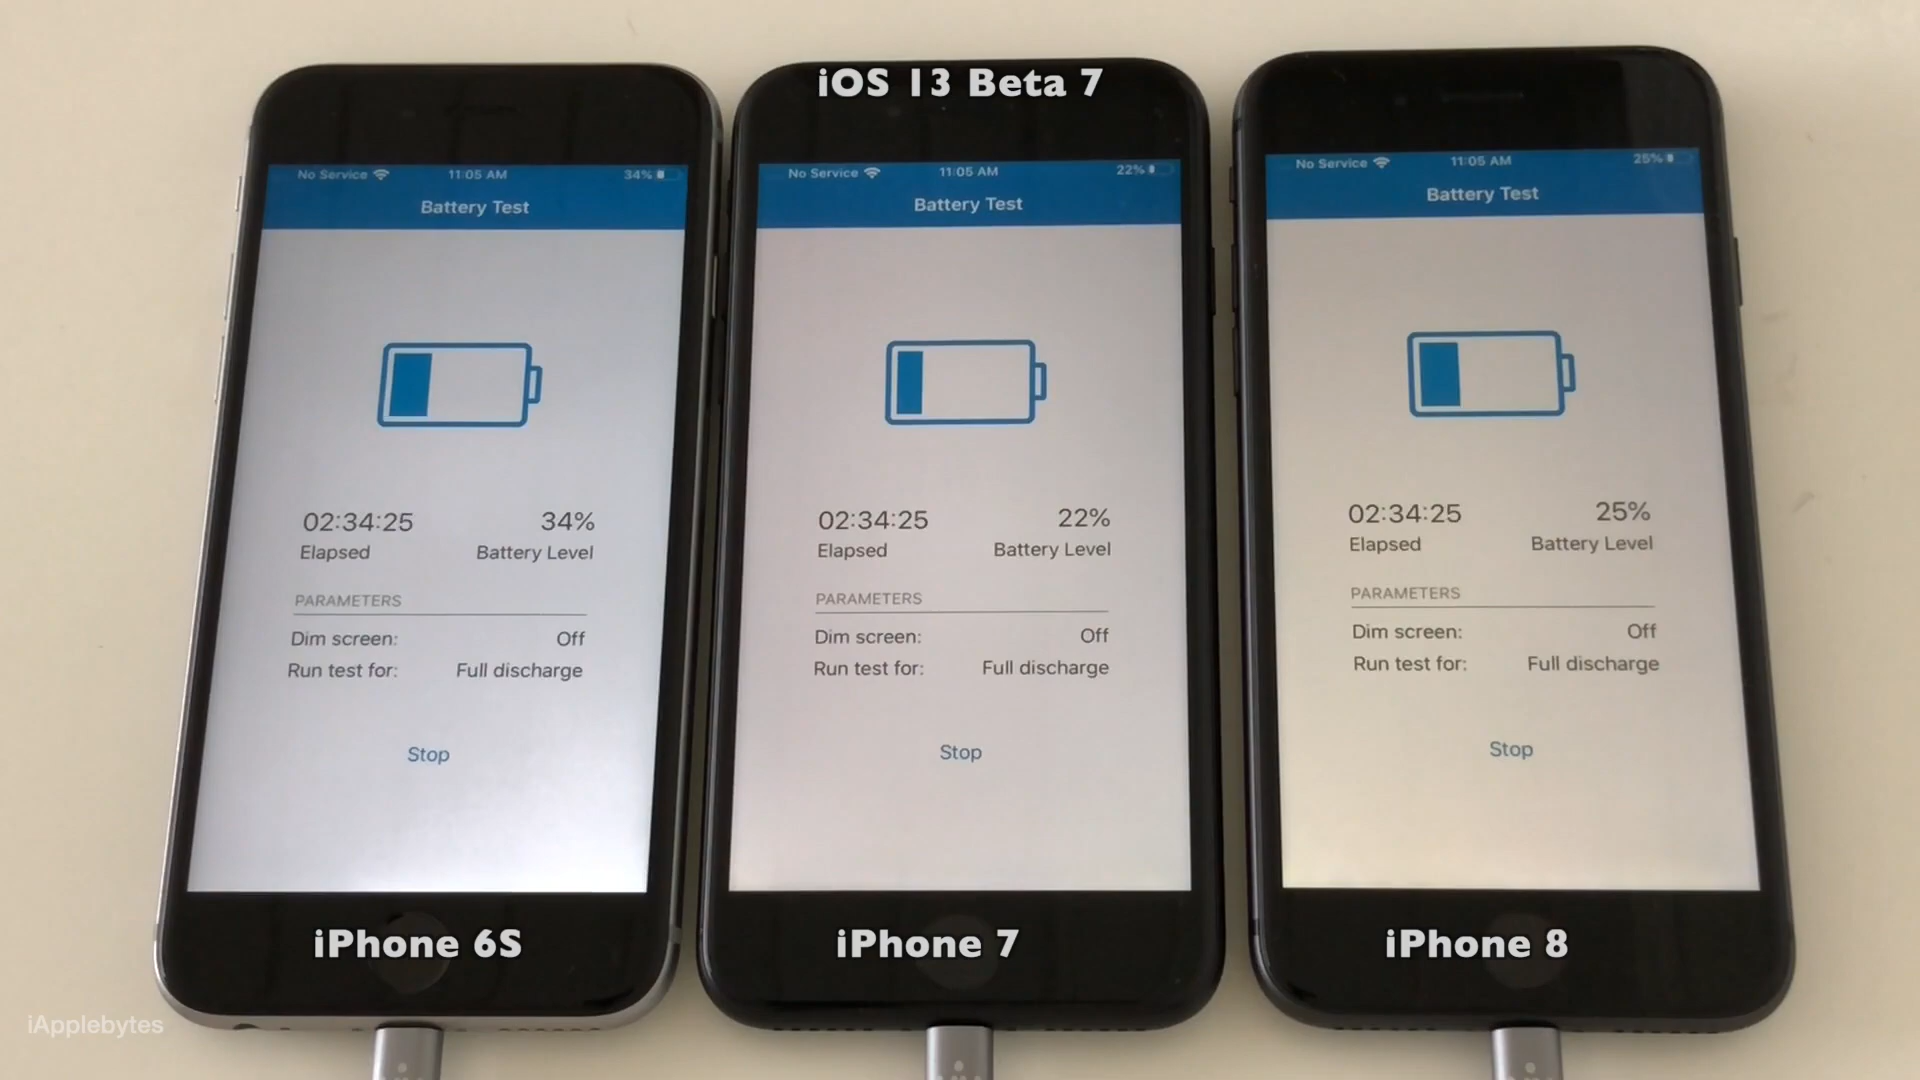 iOS 13 Beta 7
No Service 11:05 AM 34%
Battery Test
02:34:25 34%
Elapsed Battery Level
PARAMETERS
Dim screen: Off
Run test for: Full discharge
Stop
iPhone 6S
No Service 11:05 AM 22%
Battery Test
02:34:25 22%
Elapsed Battery Level
PARAMETERS
Dim screen: Off
Run test for: Full discharge
Stop
iPhone 7
No Service 11:05 AM 25%
Battery Test
02:34:25 25%
Elapsed Battery Level
PARAMETERS
Dim screen: Off
Run test for: Full discharge
Stop
iPhone 8
iApplebytes